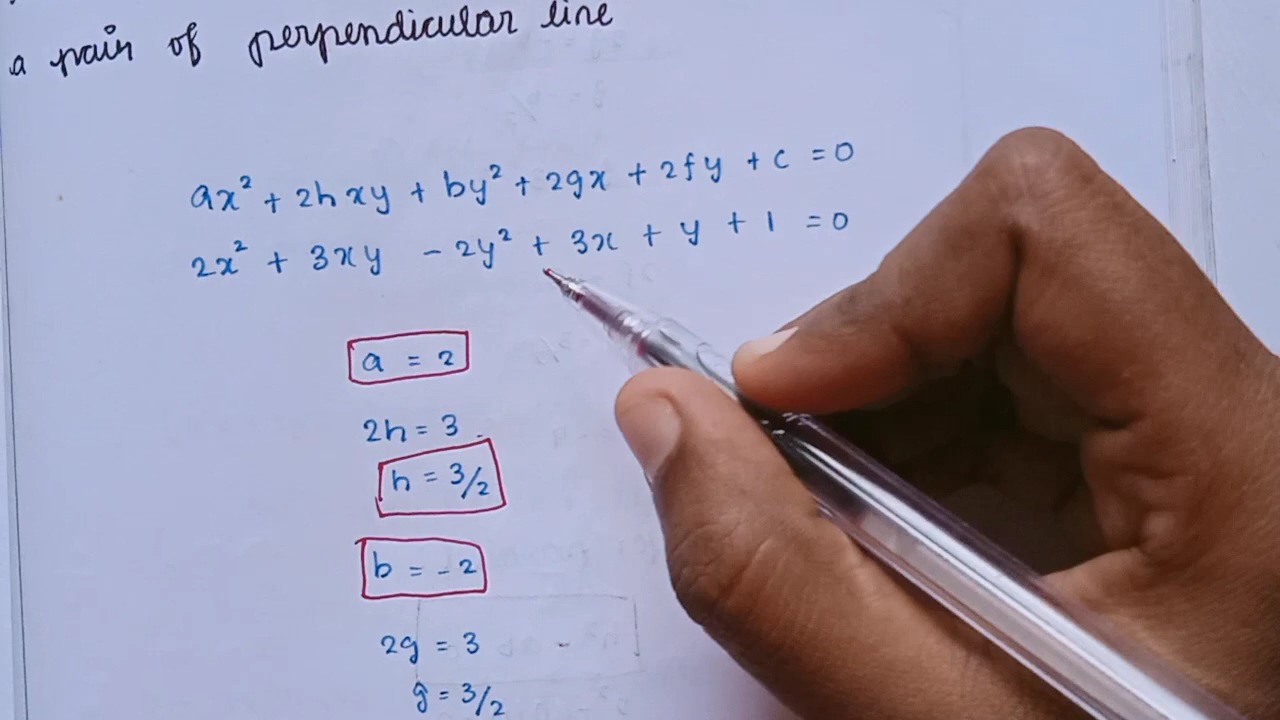 a pair of perpendicular line
ax² + 2hxy + by² + 2gx + 2fy + c = 0
2x² + 3xy - 2y² + 3x + y + 1 = 0
a = 2
2h = 3
h = 3/2
b = -2
2g = 3
g = 3/2